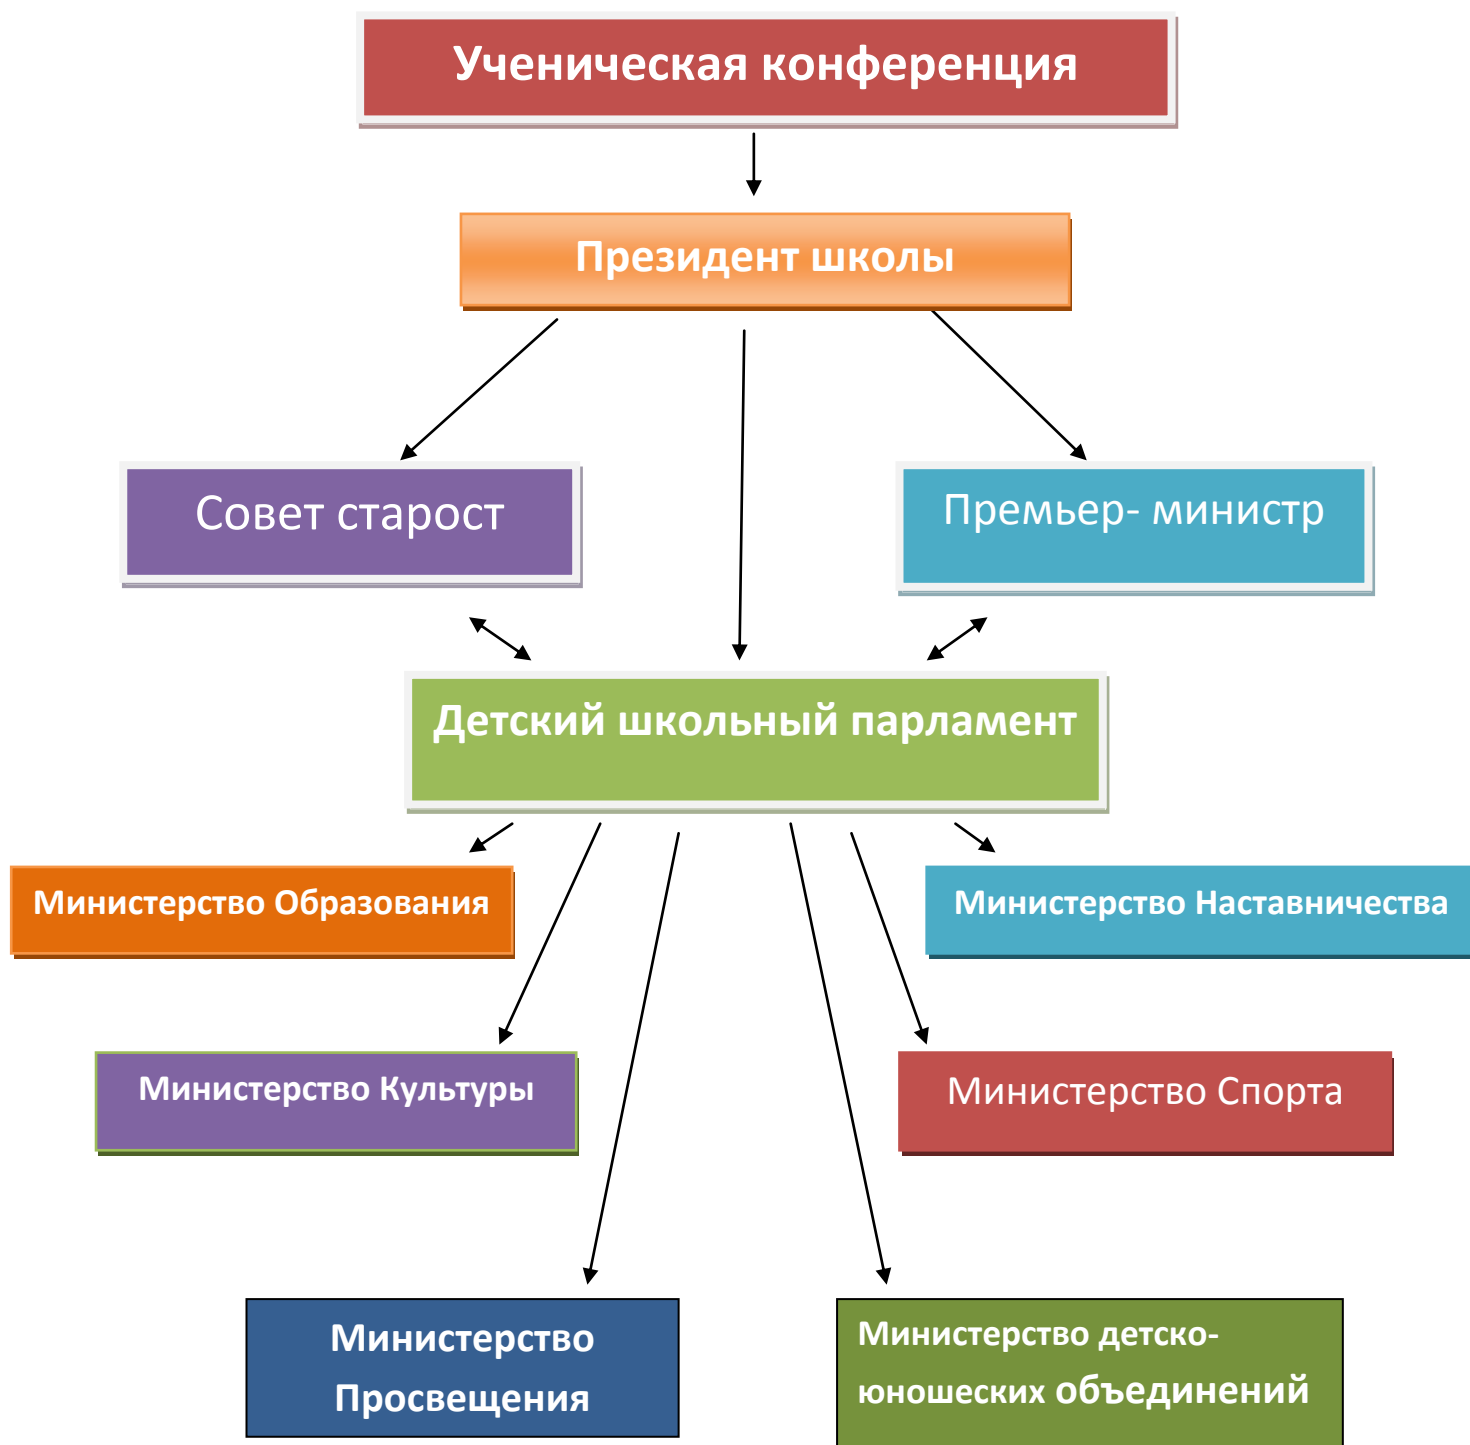 Ученическая конференция
Президент школы
Совет старост
Премьер- министр
Детский школьный парламент
Министерство Образования
Министерство Наставничества
Министерство Культуры
Министерство Спорта
Министерство
Просвещения
Министерство детско-
юношеских объединений